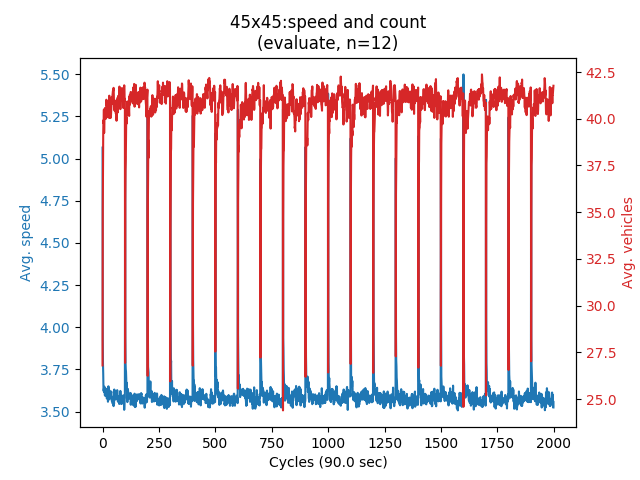 45x45:speed and count
(evaluate, n=12)
5.50
5.25
5.00
4.75
4.50
4.25
4.00
3.75
3.50
Avg. speed
42.5
40.0
37.5
35.0
32.5
30.0
27.5
25.0
Avg. vehicles
0 250 500 750 1000 1250 1500 1750 2000
Cycles (90.0 sec)